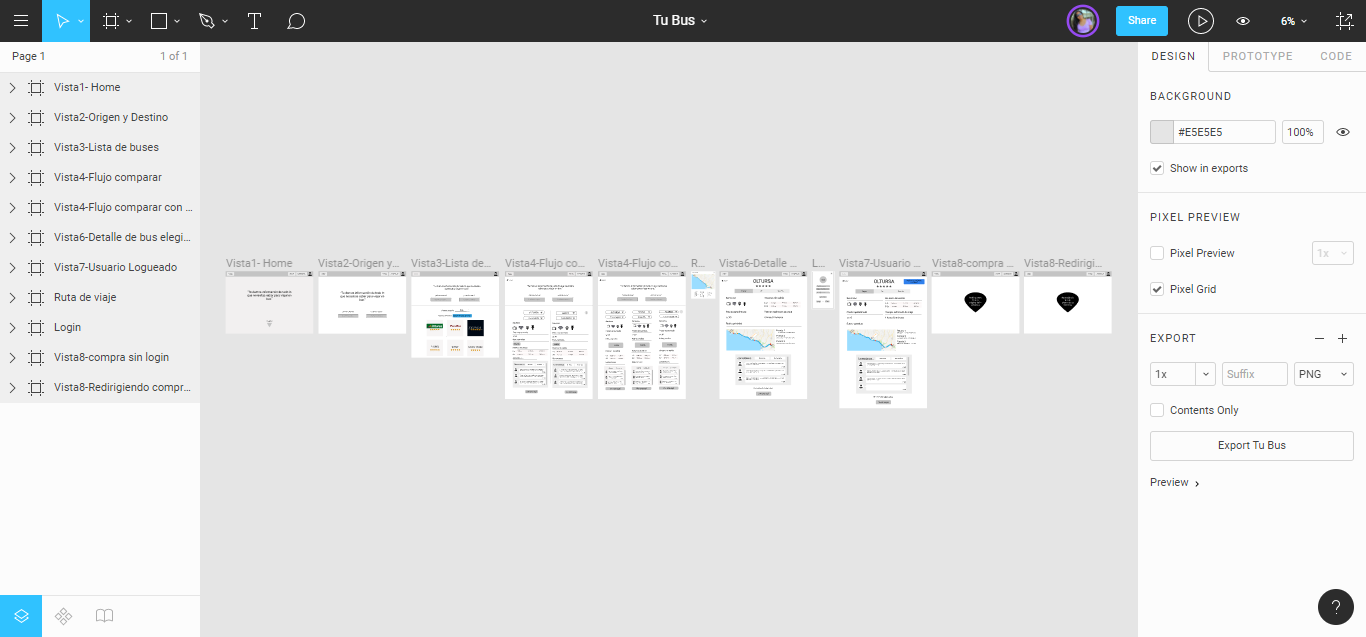 Tu Bus
Share
6%
Page 1
1 of 1
Vista1- Home
Vista2-Origen y Destino
Vista3-Lista de buses
Vista4-Flujo comparar
Vista4-Flujo comparar con ...
Vista6-Detalle de bus elegi...
Vista7-Usuario Logueado
Ruta de viaje
Login
Vista8-compra sin login
Vista8-Redirigiendo compr...
Vista1- Home
Vista2-Origen y...
Vista3-Lista de...
Vista4-Flujo co...
Vista4-Flujo co...
R...
Vista6-Detalle ...
L...
Vista7-Usuario ...
Vista8-compra ...
Vista8-Redirigi...
OLTURSA
OLTURSA
DESIGN
PROTOTYPE
CODE
BACKGROUND
#E5E5E5
100%
Show in exports
PIXEL PREVIEW
Pixel Preview
1x
Pixel Grid
EXPORT
1x
Suffix
PNG
Contents Only
Export Tu Bus
Preview
?